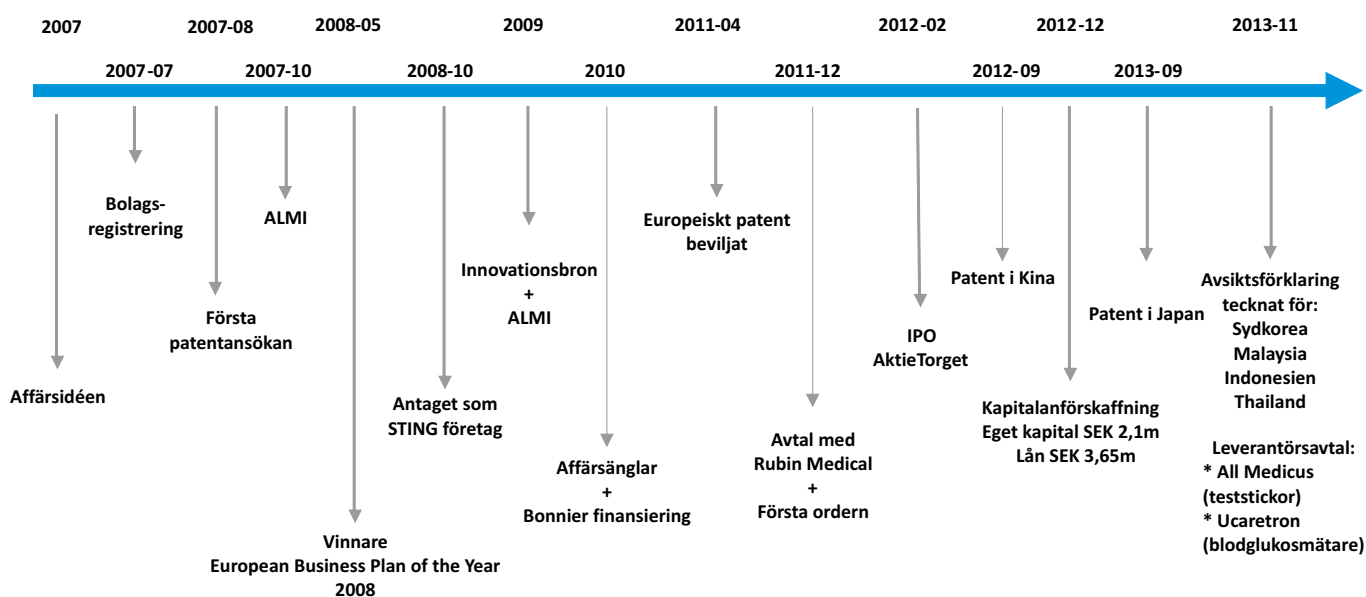 2007
2007-08
2008-05
2009
2011-04
2012-02
2012-12
2013-11
2007-07
2007-10
2008-10
2010
2011-12
2012-09
2013-09
Affärsidéen
Bolags-
registrering
Första
patentansökan
ALMI
Vinnare
European Business Plan of the Year
2008
Antaget som
STING företag
Innovationsbron
+
ALMI
Affärsänglar
+
Bonnier finansiering
Europeiskt patent
beviljat
Avtal med
Rubin Medical
+
Första ordern
IPO
AktieTorget
Patent i Kina
Kapitalanförskaffning
Eget kapital SEK 2,1m
Lån SEK 3,65m
Patent i Japan
Avsiktsförklaring
tecknat för:
Sydkorea
Malaysia
Indonesien
Thailand
Leverantörsavtal:
* All Medicus
(teststickor)
* Ucaretron
(blodglukosmätare)